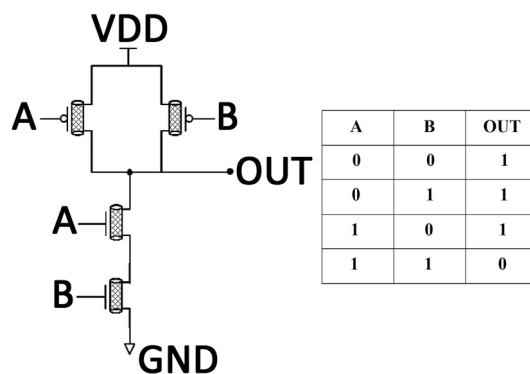 VDD
A B
OUT
A
B
GND
A B OUT
0 0 1
0 1 1
1 0 1
1 1 0